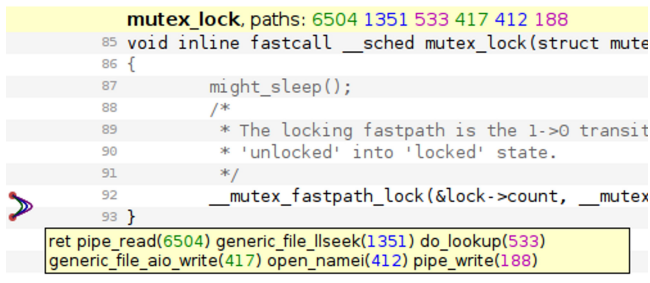 mutex_lock, paths: 6504 1351 533 417 412 188
85 void inline fastcall __sched mutex_lock(struct mute
86 {
87 might_sleep();
88 /*
89 * The locking fastpath is the 1->0 transit
90 * 'unlocked' into 'locked' state.
91 */
92 __mutex_fastpath_lock(&lock->count, __mutex
93 }
ret pipe_read(6504) generic_file_llseek(1351) do_lookup(533)
generic_file_aio_write(417) open_namei(412) pipe_write(188)